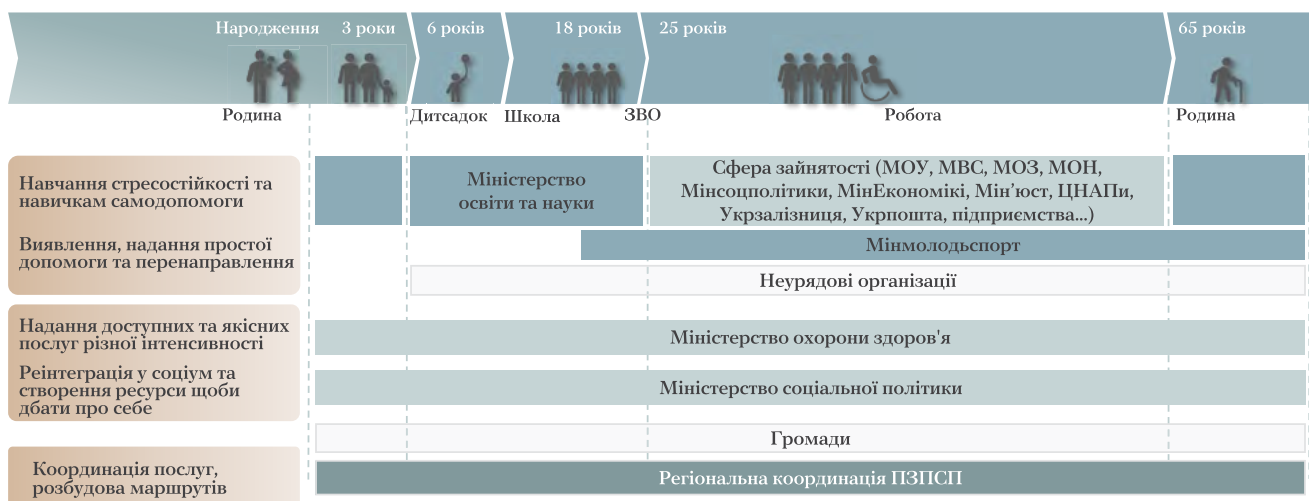 Народження
3 роки
6 років
18 років
25 років
65 років
Родина
Дитсадок
Школа
ЗВО
Робота
Родина
Навчання стресостійкості та
навичкам самодопомоги
Міністерство
освіти та науки
Сфера зайнятості (МОУ, МВС, МОЗ, МОН,
Мінсоцполітики, МінЕкономікі, Мін’юст, ЦНАПи,
Укрзалізниця, Укрпошта, підприємства...)
Виявлення, надання простої
допомоги та перенаправлення
Мінмолодьспорт
Неурядові організації
Надання доступних та якісних
послуг різної інтенсивності
Міністерство охорони здоров'я
Реінтеграція у соціум та
створення ресурси щоби
дбати про себе
Міністерство соціальної політики
Громади
Координація послуг,
розбудова маршрутів
Регіональна координація ПЗПСП